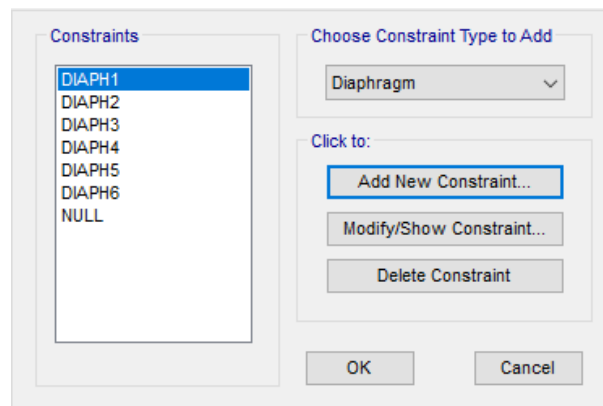 Constraints
DIAPH1
DIAPH2
DIAPH3
DIAPH4
DIAPH5
DIAPH6
NULL
Choose Constraint Type to Add
Diaphragm
Click to:
Add New Constraint...
Modify/Show Constraint...
Delete Constraint
OK
Cancel